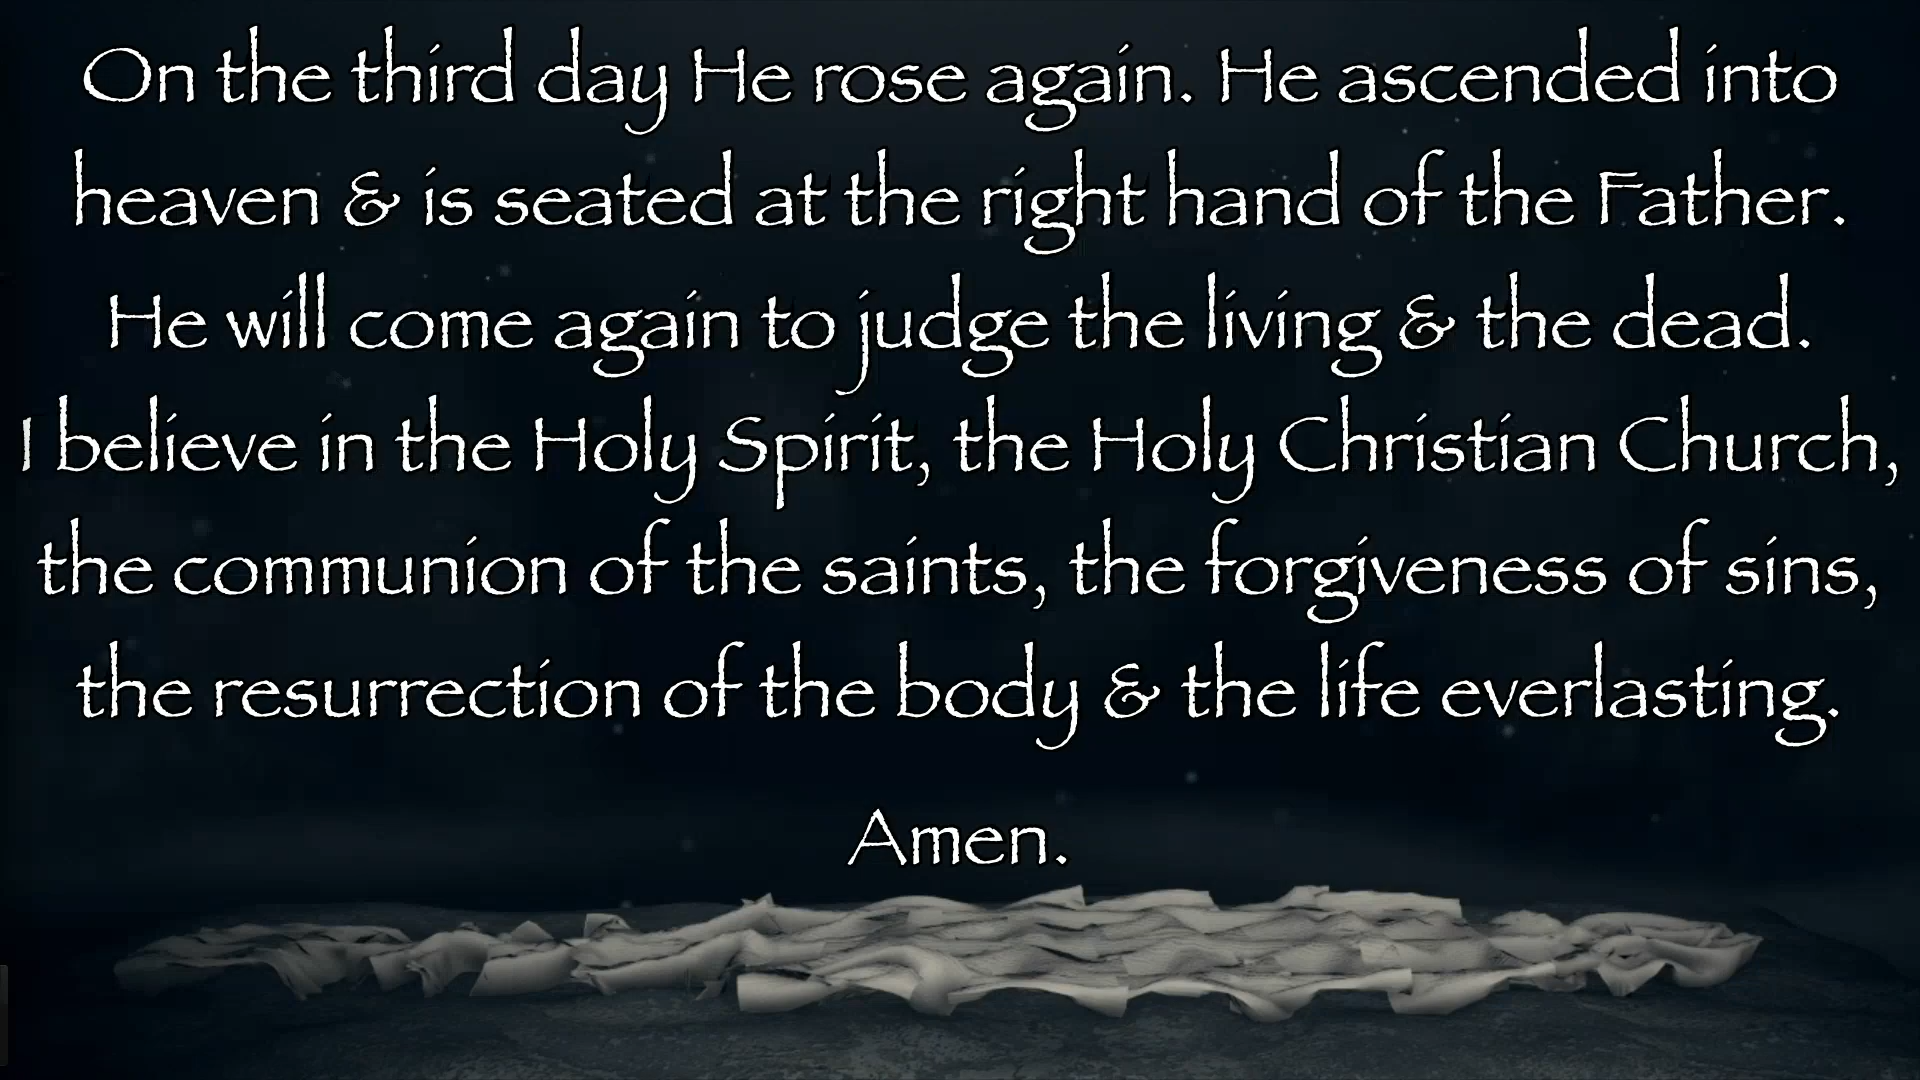 On the third day He rose again. He ascended into
heaven & is seated at the right hand of the Father.
He will come again to judge the living & the dead.
I believe in the Holy Spirit, the Holy Christian Church,
the communion of the saints, the forgiveness of sins,
the resurrection of the body & the life everlasting.
Amen.